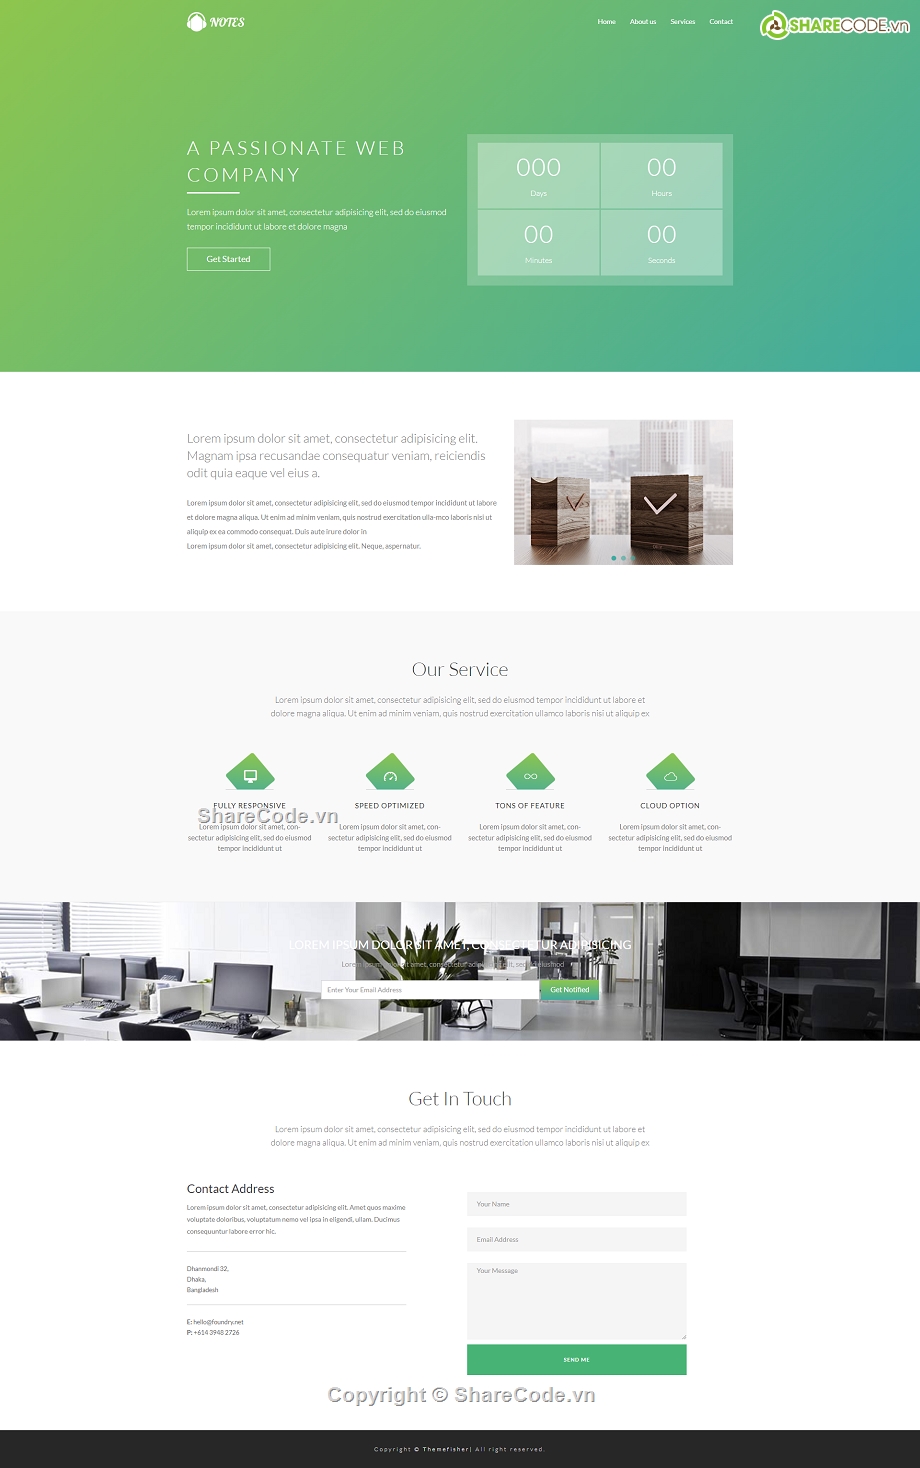 NOTES
Home
About us
Services
Contact
SHARECODE.vn
A PASSIONATE WEB
COMPANY
Lorem ipsum dolor sit amet, consectetur adipisicing elit, sed do eiusmod
tempor incididunt ut labore et dolore magna
Get Started
000
Days
00
Hours
00
Minutes
00
Seconds
Lorem ipsum dolor sit amet, consectetur adipisicing elit.
Magnam ipsa recusandae consequatur veniam, reiciendis
odit quia eaque vel eius a.
Lorem ipsum dolor sit amet, consectetur adipisicing elit, sed do eiusmod tempor incididunt ut labore
et dolore magna aliqua. Ut enim ad minim veniam, quis nostrud exercitation ulla-mco laboris nisi ut
aliquip ex ea commodo consequat. Duis aute irure dolor in
Lorem ipsum dolor sit amet, consectetur adipisicing elit. Neque, aspernatur.
Our Service
Lorem ipsum dolor sit amet, consectetur adipisicing elit, sed do eiusmod tempor incididunt ut labore et
dolore magna aliqua. Ut enim ad minim veniam, quis nostrud exercitation ullamco laboris nisi ut aliquip ex
FULLY RESPONSIVE
Lorem ipsum dolor sit amet, con-
sectetur adipisicing elit, sed do eiusmod
tempor incididunt ut
SPEED OPTIMIZED
Lorem ipsum dolor sit amet, con-
sectetur adipisicing elit, sed do eiusmod
tempor incididunt ut
TONS OF FEATURE
Lorem ipsum dolor sit amet, con-
sectetur adipisicing elit, sed do eiusmod
tempor incididunt ut
CLOUD OPTION
Lorem ipsum dolor sit amet, con-
sectetur adipisicing elit, sed do eiusmod
tempor incididunt ut
ShareCode.vn
LOREM IPSUM DOLOR SIT AMET, CONSECTETUR ADIPISICING
Lorem ipsum dolor sit amet, consectetur adipisicing elit, sed do eiusmod
Enter Your Email Address
Get Notified
Get In Touch
Lorem ipsum dolor sit amet, consectetur adipisicing elit, sed do eiusmod tempor incididunt ut labore et
dolore magna aliqua. Ut enim ad minim veniam, quis nostrud exercitation ullamco laboris nisi ut aliquip ex
Contact Address
Lorem ipsum dolor sit amet, consectetur adipisicing elit. Amet quos maxime
voluptate doloribus, voluptatum nemo vel ipsa in eligendi, ullam. Ducimus
consequuntur labore error hic.
Dhanmondi 32,
Dhaka,
Bangladesh
E: hello@foundry.net
P: +614 3948 2726
Your Name
Email Address
Your Message
SEND ME
Copyright © ShareCode.vn
Copyright © Themefisher| All right reserved.